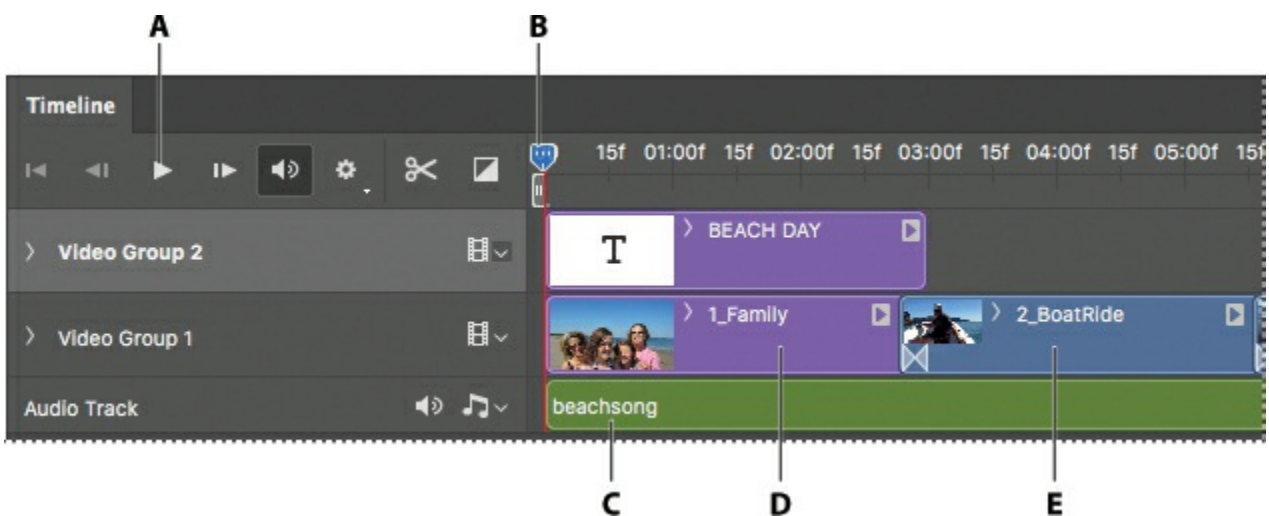 A B
Timeline
15f 01:00f 15f 02:00f 15f 03:00f 15f 04:00f 15f 05:00f 15f
Video Group 2
T BEACH DAY
Video Group 1
1_Family 2_BoatRide
Audio Track
beachsong
C D E